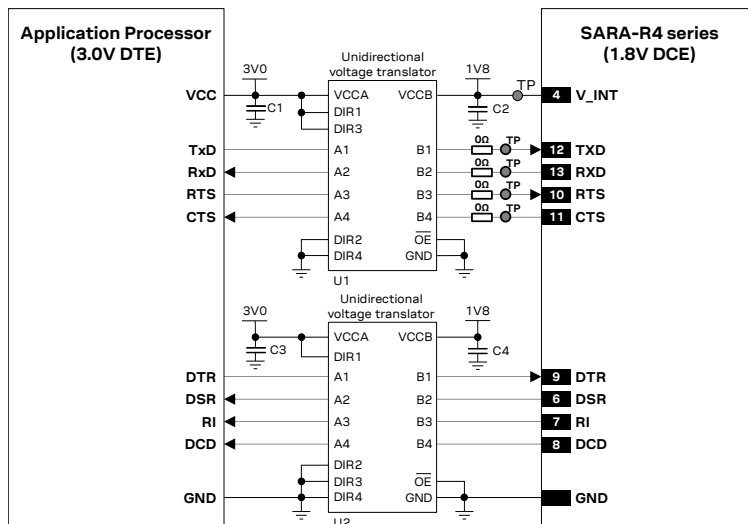 Application Processor
(3.0V DTE)
SARA-R4 series
(1.8V DCE)
Unidirectional
voltage translator
3V0
1V8
TP
VCC
C1
VCCA
VCCB
C2
4
V_INT
DIR1
DIR3
0Ω
TP
TxD
A1
B1
12
TXD
0Ω
TP
RxD
A2
B2
13
RXD
0Ω
TP
RTS
A3
B3
10
RTS
0Ω
TP
CTS
A4
B4
11
CTS
DIR2
OE
DIR4
GND
U1
Unidirectional
voltage translator
3V0
1V8
C3
VCCA
VCCB
C4
DIR1
DTR
A1
B1
9
DTR
DSR
A2
B2
6
DSR
RI
A3
B3
7
RI
DCD
A4
B4
8
DCD
DIR2
DIR3
OE
GND
DIR4
GND
GND
U2